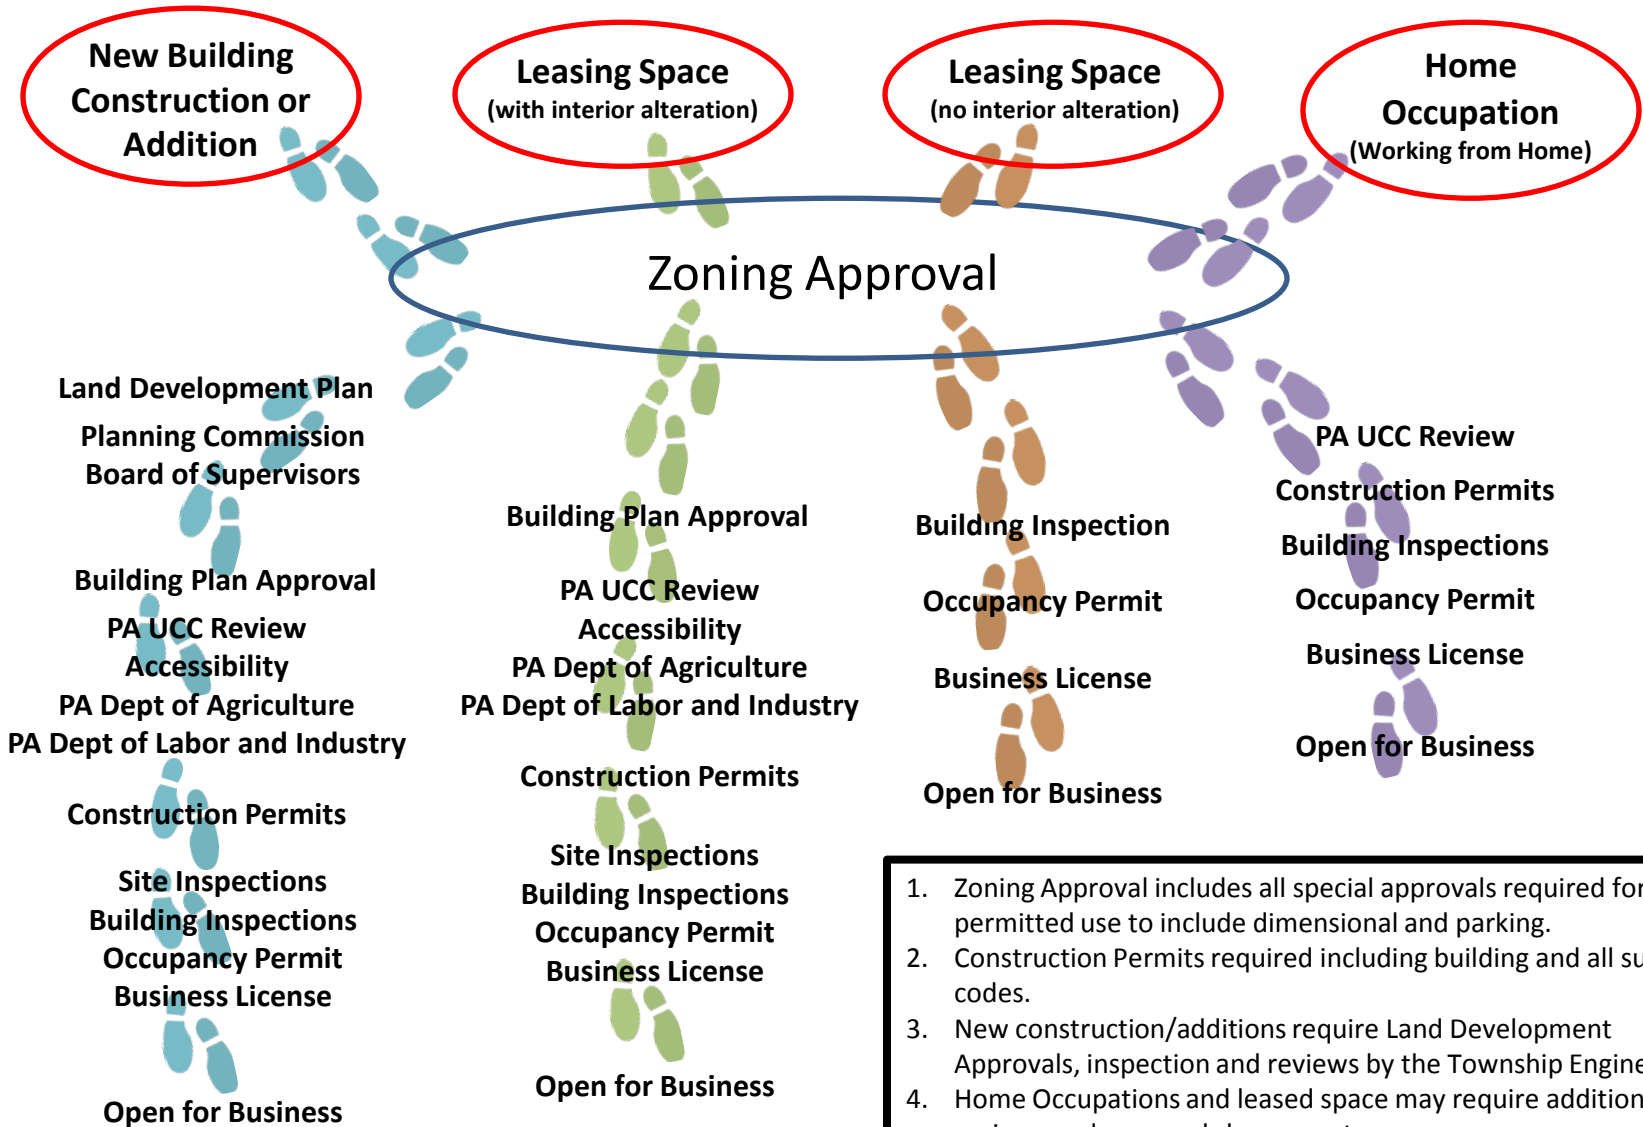 New Building
Construction or
Addition
Leasing Space
(with interior alteration)
Leasing Space
(no interior alteration)
Home
Occupation
(Working from Home)
Zoning Approval
Land Development Plan
Planning Commission
Board of Supervisors
Building Plan Approval
PA UCC Review
Accessibility
PA Dept of Agriculture
PA Dept of Labor and Industry
Construction Permits
Site Inspections
Building Inspections
Occupancy Permit
Business License
Open for Business
Building Plan Approval
PA UCC Review
Accessibility
PA Dept of Agriculture
PA Dept of Labor and Industry
Construction Permits
Site Inspections
Building Inspections
Occupancy Permit
Business License
Open for Business
Building Inspection
Occupancy Permit
Business License
Open for Business
PA UCC Review
Construction Permits
Building Inspections
Occupancy Permit
Business License
Open for Business
1. Zoning Approval includes all special approvals required for
permitted use to include dimensional and parking.
2. Construction Permits required including building and all su
codes.
3. New construction/additions require Land Development
Approvals, inspection and reviews by the Township Engine
4. Home Occupations and leased space may require addition